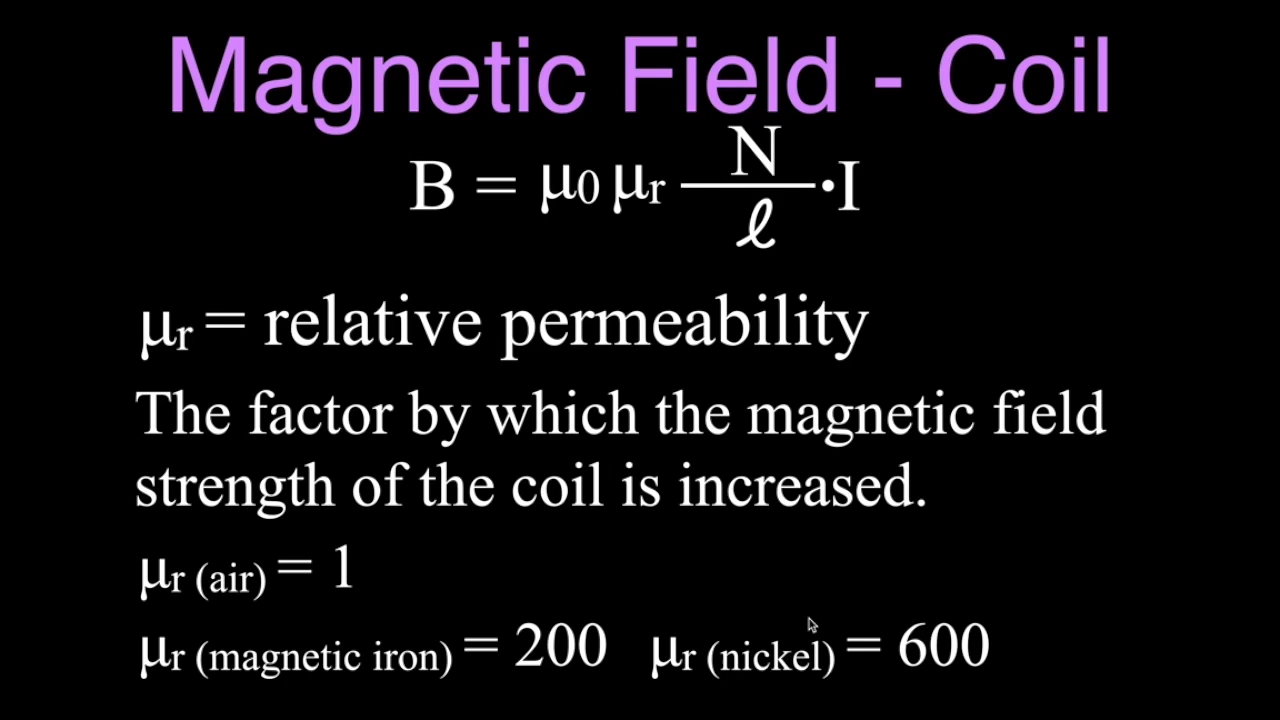 Magnetic Field - Coil
B = μ0 μr N/ℓ · I
μr = relative permeability
The factor by which the magnetic field
strength of the coil is increased.
μr (air) = 1
μr (magnetic iron) = 200 μr (nickel) = 600